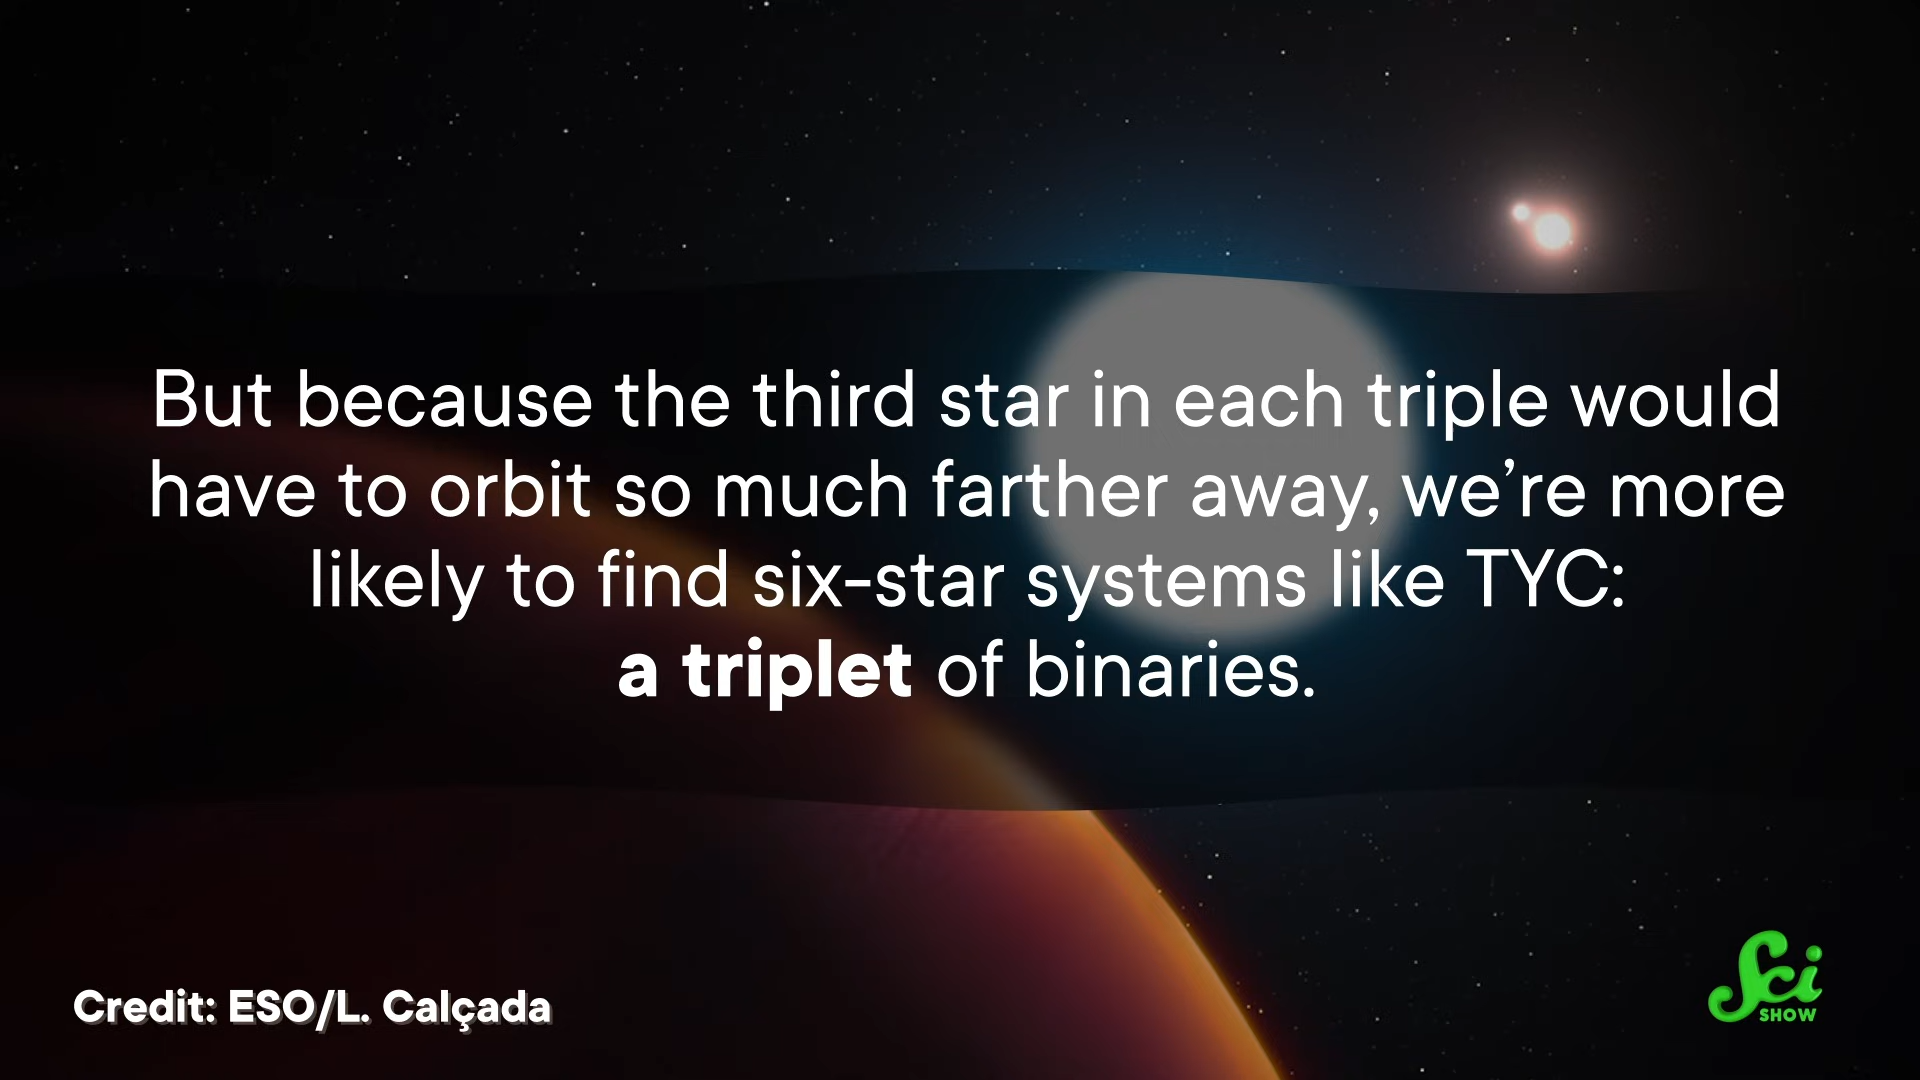 But because the third star in each triple would
have to orbit so much farther away, we’re more
likely to find six-star systems like TYC:
a triplet of binaries.
Credit: ESO/L. Calçada
Sci
SHOW